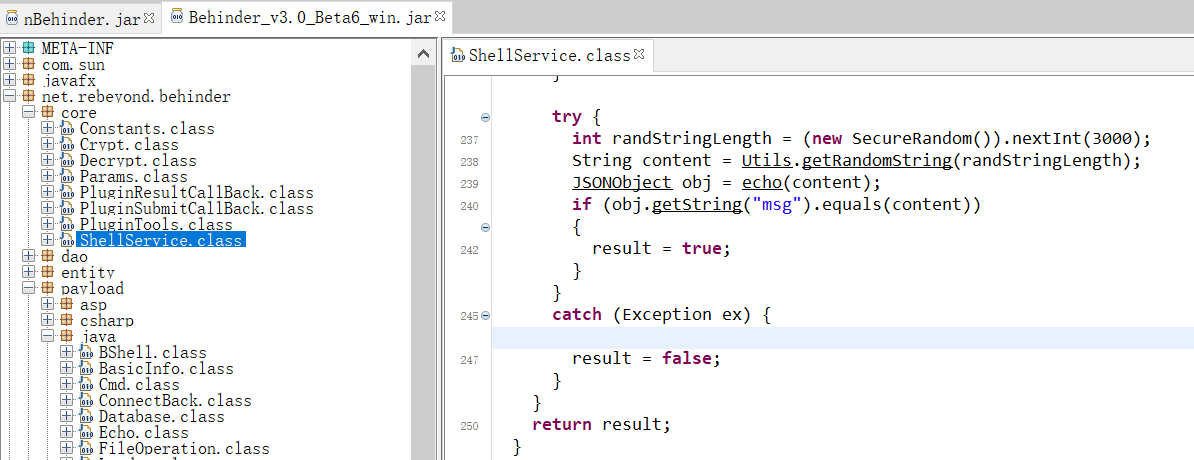 nBehinder.jar
Behinder_v3.0_Beta6_win.jar
META-INF
com.sun
javafx
net.rebeyond.behinder
core
Constants.class
Crypt.class
Decrypt.class
Params.class
PluginResultCallBack.class
PluginSubmitCallBack.class
PluginTools.class
ShellService.class
dao
entity
payload
asp
csharp
java
BShell.class
BasicInfo.class
Cmd.class
ConnectBack.class
Database.class
Echo.class
FileOperation.class
ShellService.class
try {
237 int randStringLength = (new SecureRandom()).nextInt(3000);
238 String content = Utils.getRandomString(randStringLength);
239 JSONObject obj = echo(content);
240 if (obj.getString("msg").equals(content))
{
242 result = true;
}
}
245 catch (Exception ex) {
247 result = false;
}
}
250 return result;
}